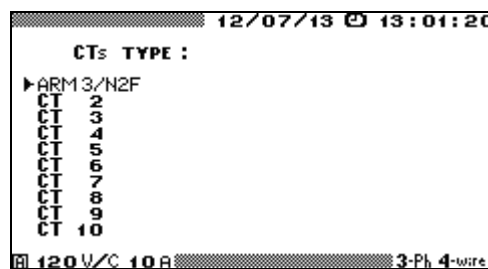 12/07/13 13:01:20
CTs TYPE :
ARM 3/N2F
CT 2
CT 3
CT 4
CT 5
CT 6
CT 7
CT 8
CT 9
CT 10
A 120 V/C 10 A 3-Ph 4-wire